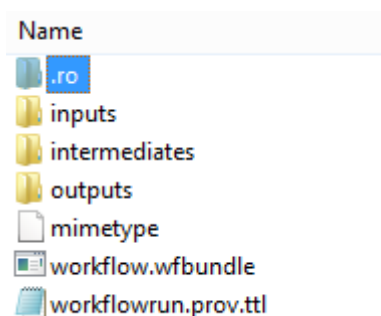 Name
.ro
inputs
intermediates
outputs
mimetype
workflow.wfbundle
workflowrun.prov.ttl